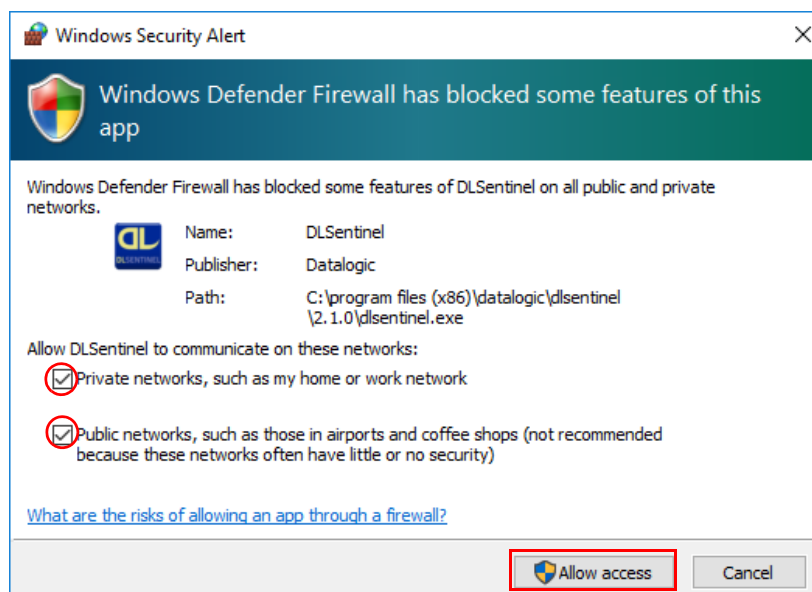 Windows Security Alert
Windows Defender Firewall has blocked some features of this
app
Windows Defender Firewall has blocked some features of DLSentinel on all public and private
networks.
DL
DLSENTINEL
Name: DLSentinel
Publisher: Datalogic
Path: C:\program files (x86)\datalogic\dlsentinel
\2.1.0\dlsentinel.exe
Allow DLSentinel to communicate on these networks:
Private networks, such as my home or work network
Public networks, such as those in airports and coffee shops (not recommended
because these networks often have little or no security)
What are the risks of allowing an app through a firewall?
Allow access
Cancel